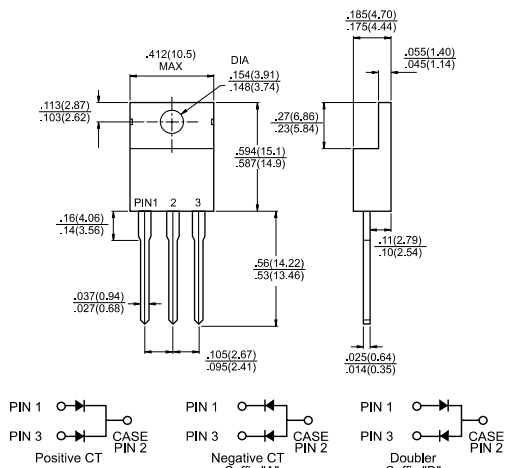 .185(4.70)
.175(4.44)
.412(10.5)
MAX
DIA
.154(3.91)
.148(3.74)
.055(1.40)
.045(1.14)
.113(2.87)
.103(2.62)
.27(6.86)
.23(5.84)
.594(15.1)
.587(14.9)
PIN1 2 3
.16(4.06)
.14(3.56)
.11(2.79)
.10(2.54)
.56(14.22)
.53(13.46)
.037(0.94)
.027(0.68)
.105(2.67)
.095(2.41)
.025(0.64)
.014(0.35)
PIN 1
PIN 3
CASE
PIN 2
Positive CT
PIN 1
PIN 3
CASE
PIN 2
Negative CT
Suffix "A"
PIN 1
PIN 3
CASE
PIN 2
Doubler
Suffix "D"